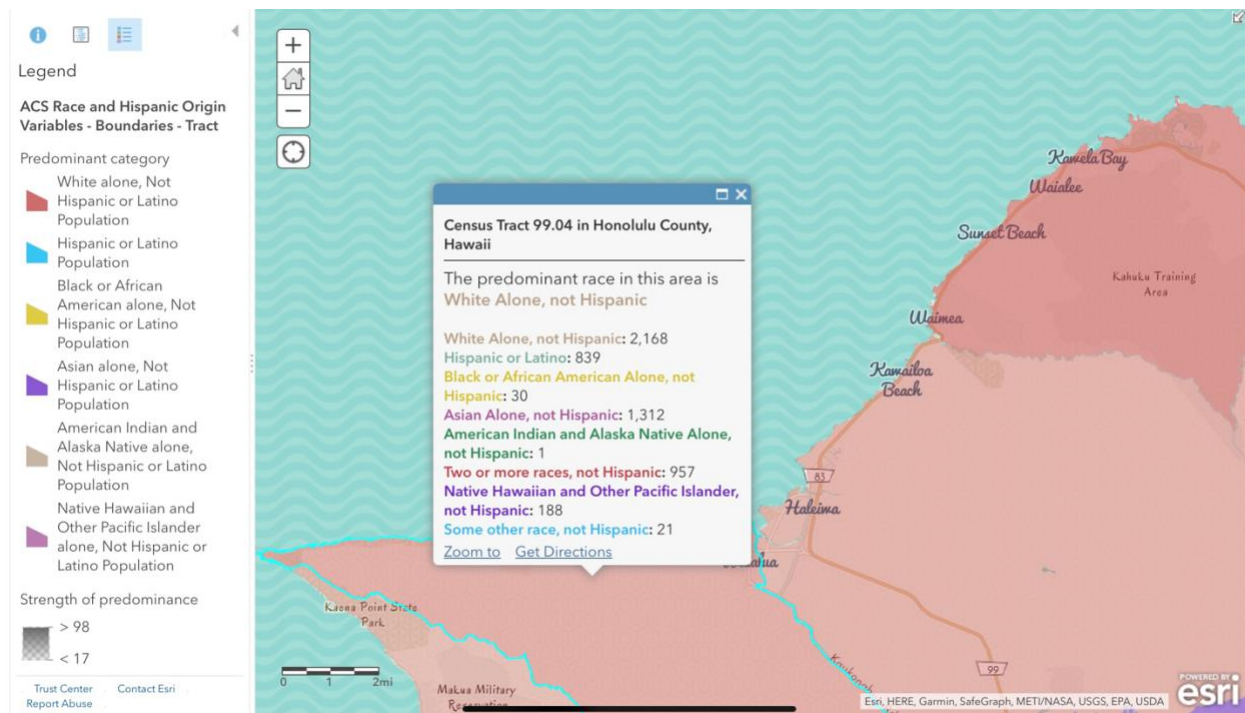 Legend
ACS Race and Hispanic Origin
Variables - Boundaries - Tract
Predominant category
White alone, Not
Hispanic or Latino
Population
Hispanic or Latino
Population
Black or African
American alone, Not
Hispanic or Latino
Population
Asian alone, Not
Hispanic or Latino
Population
American Indian and
Alaska Native alone,
Not Hispanic or Latino
Population
Native Hawaiian and
Other Pacific Islander
alone, Not Hispanic or
Latino Population
Strength of predominance
> 98
< 17
Trust Center
Contact Esri
Report Abuse
Census Tract 99.04 in Honolulu County,
Hawaii
The predominant race in this area is
White Alone, not Hispanic
White Alone, not Hispanic: 2,168
Hispanic or Latino: 839
Black or African American Alone, not
Hispanic: 30
Asian Alone, not Hispanic: 1,312
American Indian and Alaska Native Alone,
not Hispanic: 1
Two or more races, not Hispanic: 957
Native Hawaiian and Other Pacific Islander,
not Hispanic: 188
Some other race, not Hispanic: 21
Zoom to
Get Directions
Kawela Bay
Waialee
Sunset Beach
Kahuku Training
Area
Waimea
Kawailoa
Beach
83
Haleiwa
Kaena Point State
Park
Makua Military
Reservation
99
0 1 2mi
Esri, HERE, Garmin, SafeGraph, METI/NASA, USGS, EPA, USDA
POWERED BY
esri